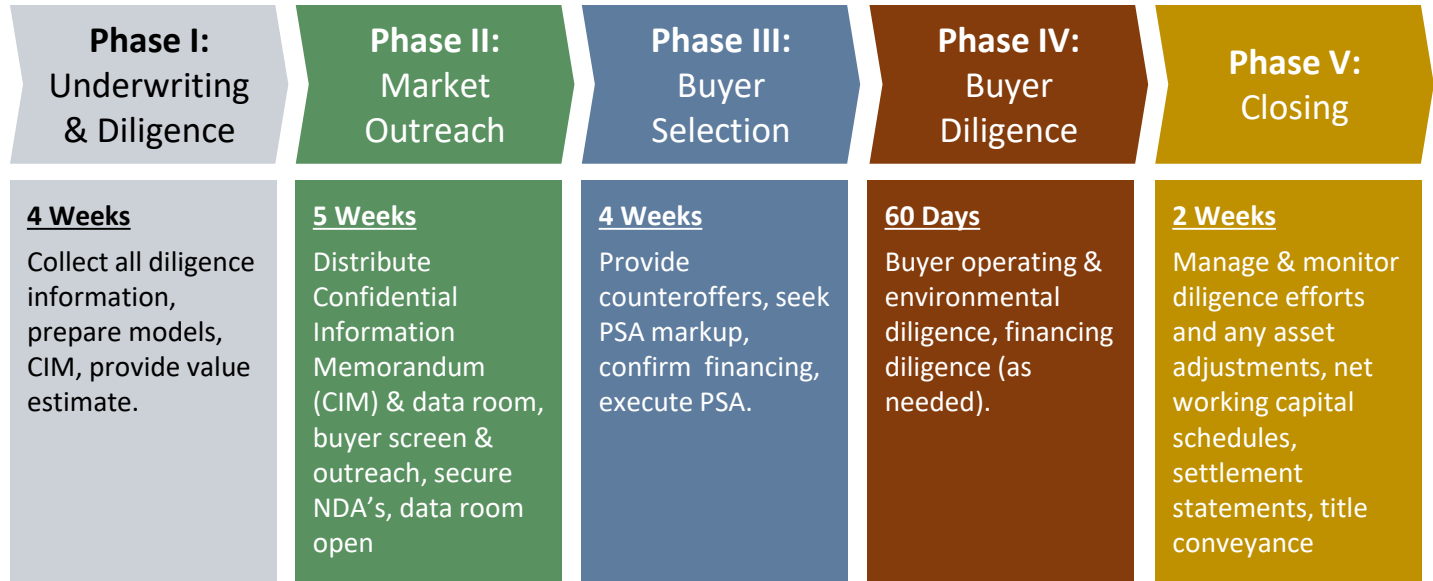 Phase I:
Underwriting
& Diligence
Phase II:
Market
Outreach
Phase III:
Buyer
Selection
Phase IV:
Buyer
Diligence
Phase V:
Closing
4 Weeks
Collect all diligence
information,
prepare models,
CIM, provide value
estimate.
5 Weeks
Distribute
Confidential
Information
Memorandum
(CIM) & data room,
buyer screen &
outreach, secure
NDA’s, data room
open
4 Weeks
Provide
counteroffers, seek
PSA markup,
confirm  financing,
execute PSA.
60 Days
Buyer operating &
environmental
diligence, financing
diligence (as
needed).
2 Weeks
Manage & monitor
diligence efforts
and any asset
adjustments, net
working capital
schedules,
settlement
statements, title
conveyance